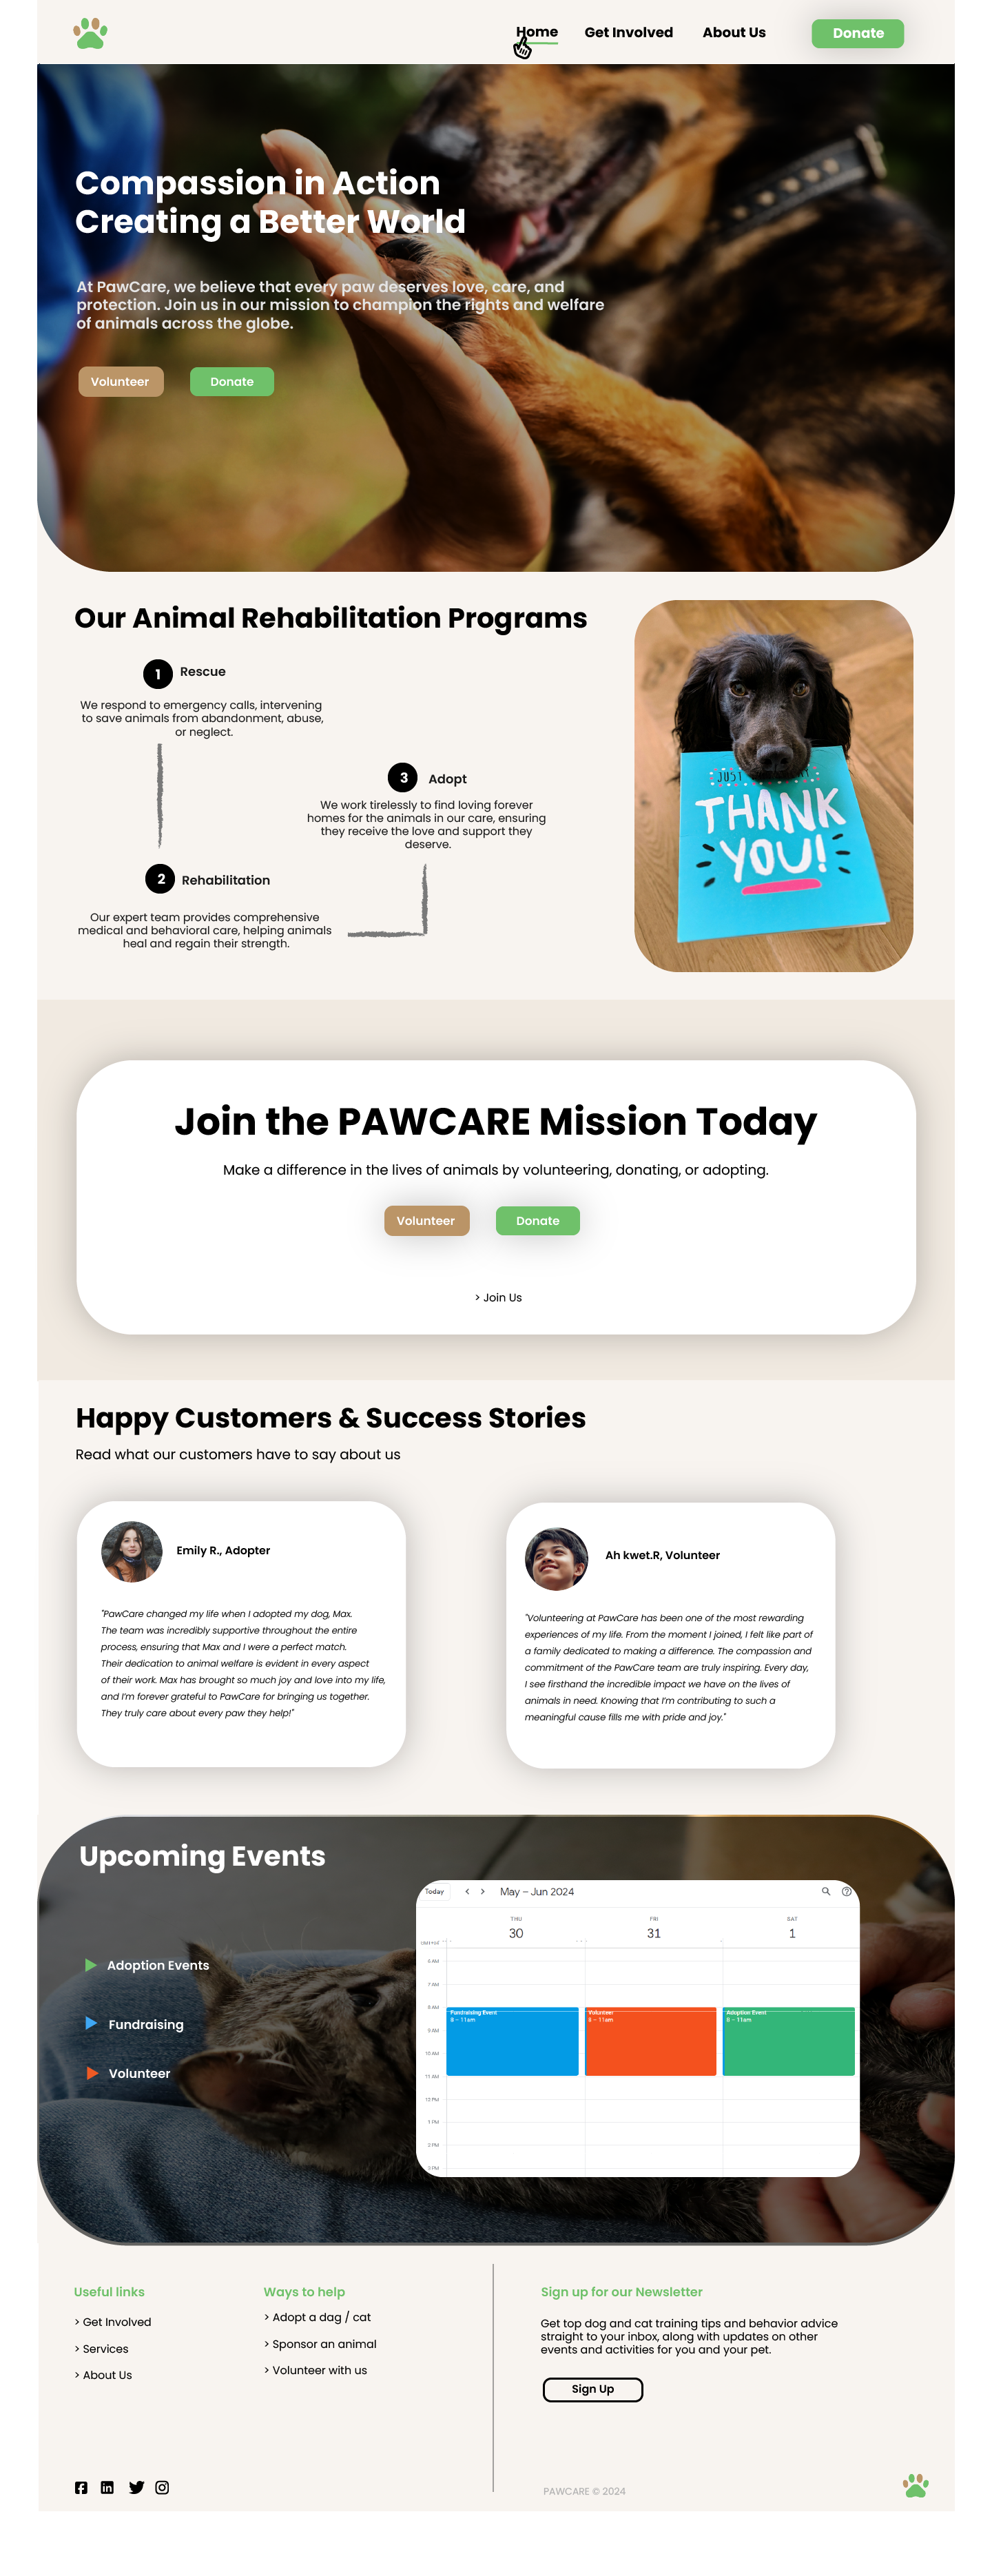 Home
Get Involved
About Us
Donate
Compassion in Action
Creating a Better World
At PawCare, we believe that every paw deserves love, care, and
protection. Join us in our mission to champion the rights and welfare
of animals across the globe.
Volunteer
Donate
Our Animal Rehabilitation Programs
1
Rescue
We respond to emergency calls, intervening
to save animals from abandonment, abuse,
or neglect.
3
Adopt
We work tirelessly to find loving forever
homes for the animals in our care, ensuring
they receive the love and support they
deserve.
2
Rehabilitation
Our expert team provides comprehensive
medical and behavioral care, helping animals
heal and regain their strength.
JUST
THANK
YOU!
Join the PAWCARE Mission Today
Make a difference in the lives of animals by volunteering, donating, or adopting.
Volunteer
Donate
> Join Us
Happy Customers & Success Stories
Read what our customers have to say about us
Emily R., Adopter
"PawCare changed my life when I adopted my dog, Max.
The team was incredibly supportive throughout the entire
process, ensuring that Max and I were a perfect match.
Their dedication to animal welfare is evident in every aspect
of their work. Max has brought so much joy and love into my life,
and I'm forever grateful to PawCare for bringing us together.
They truly care about every paw they help!"
Ah kwet.R, Volunteer
"Volunteering at PawCare has been one of the most rewarding
experiences of my life. From the moment I joined, I felt like part of
a family dedicated to making a difference. The compassion and
commitment of the PawCare team are truly inspiring. Every day,
I see firsthand the incredible impact we have on the lives of
animals in need. Knowing that I'm contributing to such a
meaningful cause fills me with pride and joy."
Upcoming Events
Adoption Events
Fundraising
Volunteer
Today
May – Jun 2024
THU
30
FRI
31
SAT
1
6 AM
7 AM
8 AM
9 AM
10 AM
11 AM
12 PM
1 PM
2 PM
3 PM
Fundraising Event
8 – 11am
Volunteer
8 – 11am
Adoption Event
8 – 11am
Useful links
> Get Involved
> Services
> About Us
Ways to help
> Adopt a dag / cat
> Sponsor an animal
> Volunteer with us
Sign up for our Newsletter
Get top dog and cat training tips and behavior advice
straight to your inbox, along with updates on other
events and activities for you and your pet.
Sign Up
PAWCARE © 2024